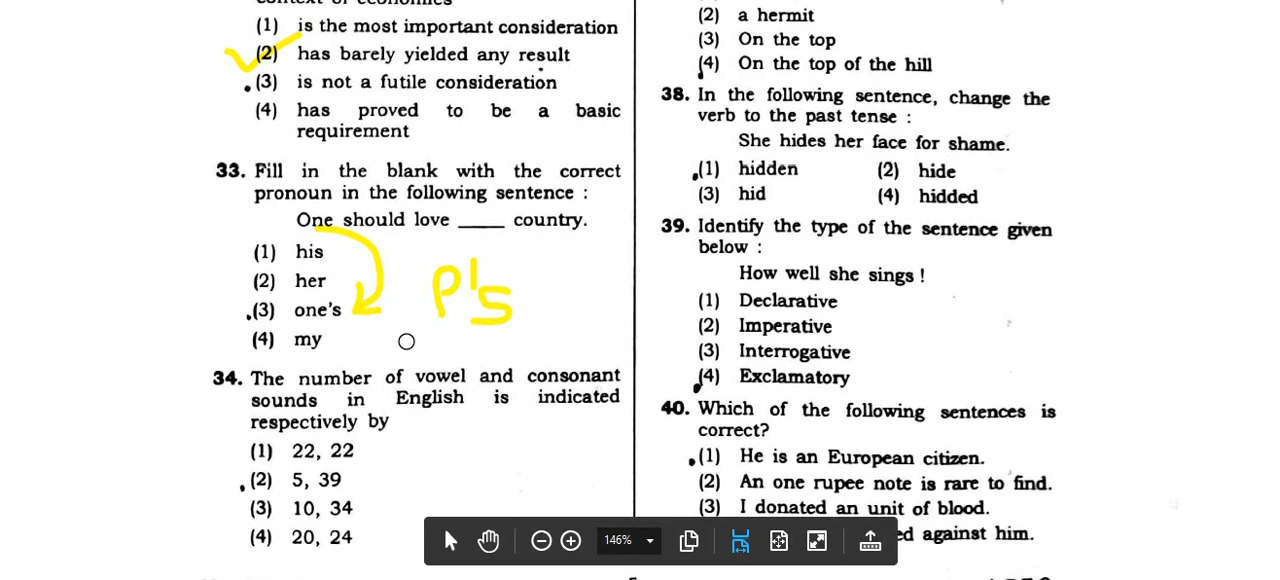 (1) is the most important consideration
(2) has barely yielded any result
(3) is not a futile consideration
(4) has proved to be a basic
requirement
33. Fill in the blank with the correct
pronoun in the following sentence :
One should love ____ country.
(1) his
(2) her
(3) one's
(4) my
P's
34. The number of vowel and consonant
sounds in English is indicated
respectively by
(1) 22, 22
(2) 5, 39
(3) 10, 34
(4) 20, 24
(2) a hermit
(3) On the top
(4) On the top of the hill
38. In the following sentence, change the
verb to the past tense :
She hides her face for shame.
(1) hidden (2) hide
(3) hid (4) hidded
39. Identify the type of the sentence given
below :
How well she sings !
(1) Declarative
(2) Imperative
(3) Interrogative
(4) Exclamatory
40. Which of the following sentences is
correct?
(1) He is an European citizen.
(2) An one rupee note is rare to find.
(3) I donated an unit of blood.
against him.
146%